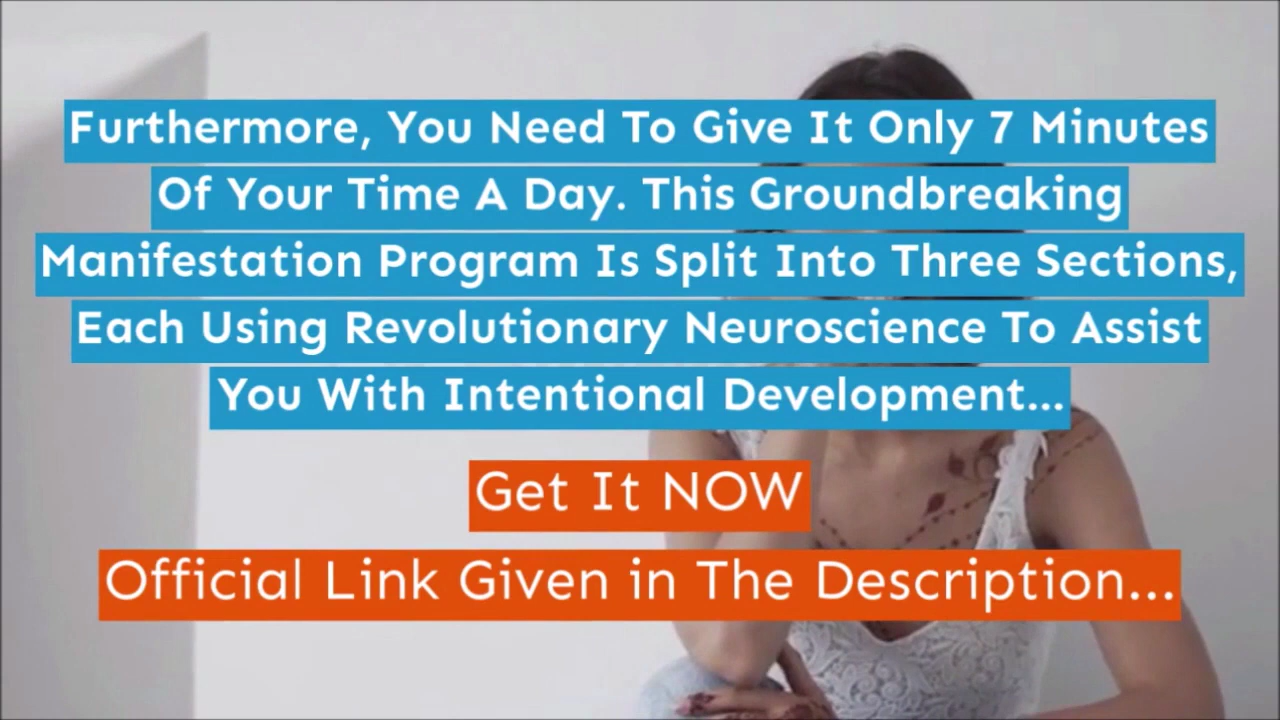 Furthermore, You Need To Give It Only 7 Minutes
Of Your Time A Day. This Groundbreaking
Manifestation Program Is Split Into Three Sections,
Each Using Revolutionary Neuroscience To Assist
You With Intentional Development...
Get It NOW
Official Link Given in The Description...